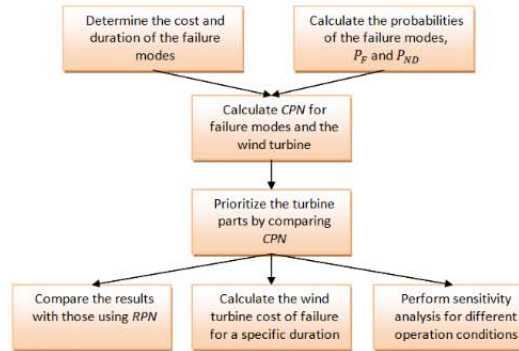 Determine the cost and
duration of the failure
modes
Calculate the probabilities
of the failure modes,
P_F and P_ND
Calculate CPN for
failure modes and the
wind turbine
Prioritize the turbine
parts by comparing
CPN
Compare the results
with those using RPN
Calculate the wind
turbine cost of failure
for a specific duration
Perform sensitivity
analysis for different
operation conditions